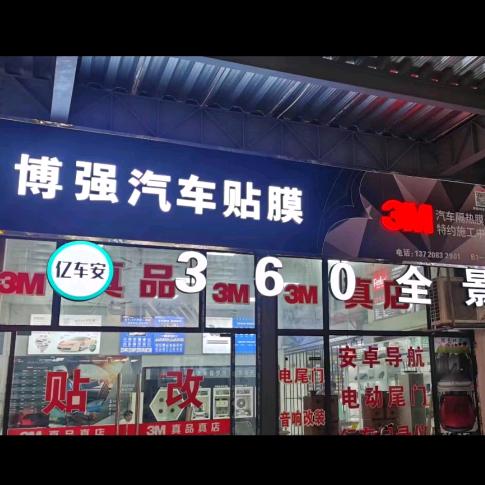 博强汽车贴膜
3M
汽车隔热膜
特约施工中
电话: 137 2083 2901
亿车安
360全景
3M 真品 3M 3M 真店
贴 改
电尾门
音响改装
安卓导航
电动尾门
3M 真品真店